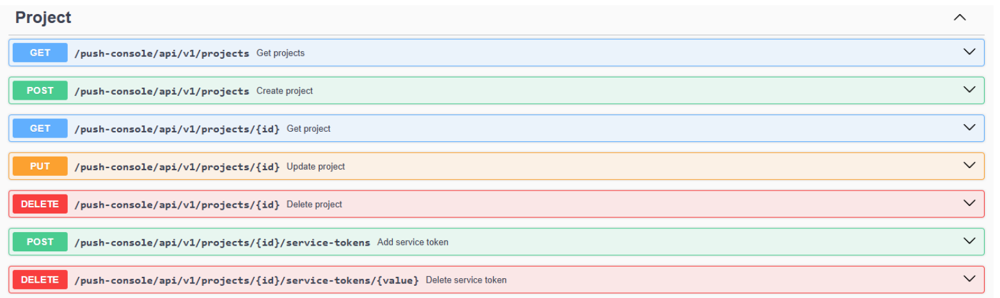 Project
GET /push-console/api/v1/projects Get projects
POST /push-console/api/v1/projects Create project
GET /push-console/api/v1/projects/{id} Get project
PUT /push-console/api/v1/projects/{id} Update project
DELETE /push-console/api/v1/projects/{id} Delete project
POST /push-console/api/v1/projects/{id}/service-tokens Add service token
DELETE /push-console/api/v1/projects/{id}/service-tokens/{value} Delete service token